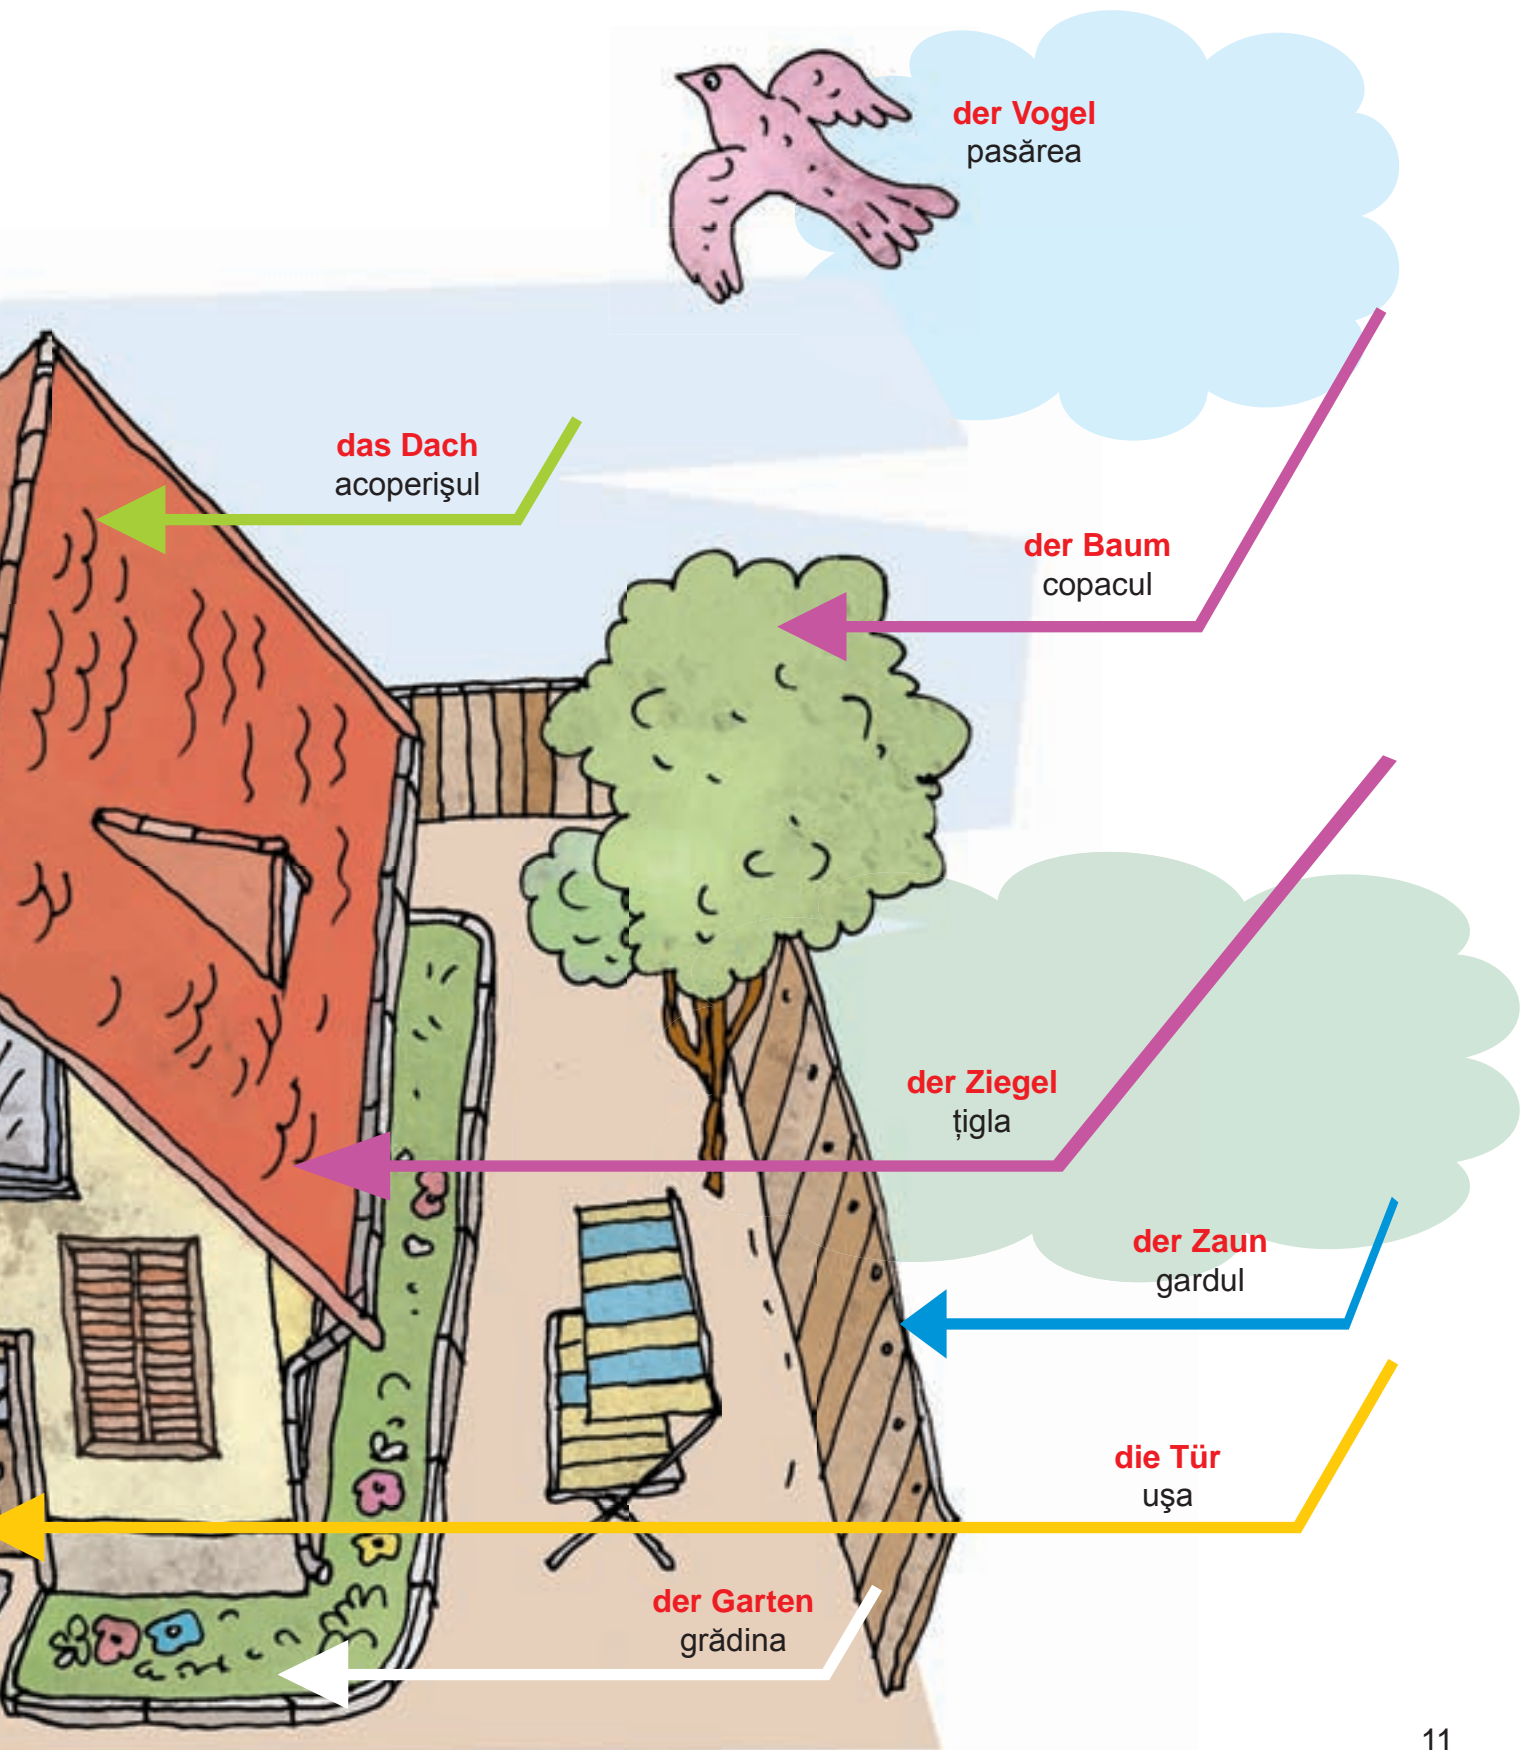 der Vogel
pasărea
das Dach
acoperişul
der Baum
copacul
der Ziegel
țigla
der Zaun
gardul
die Tür
uşa
der Garten
grădina
11